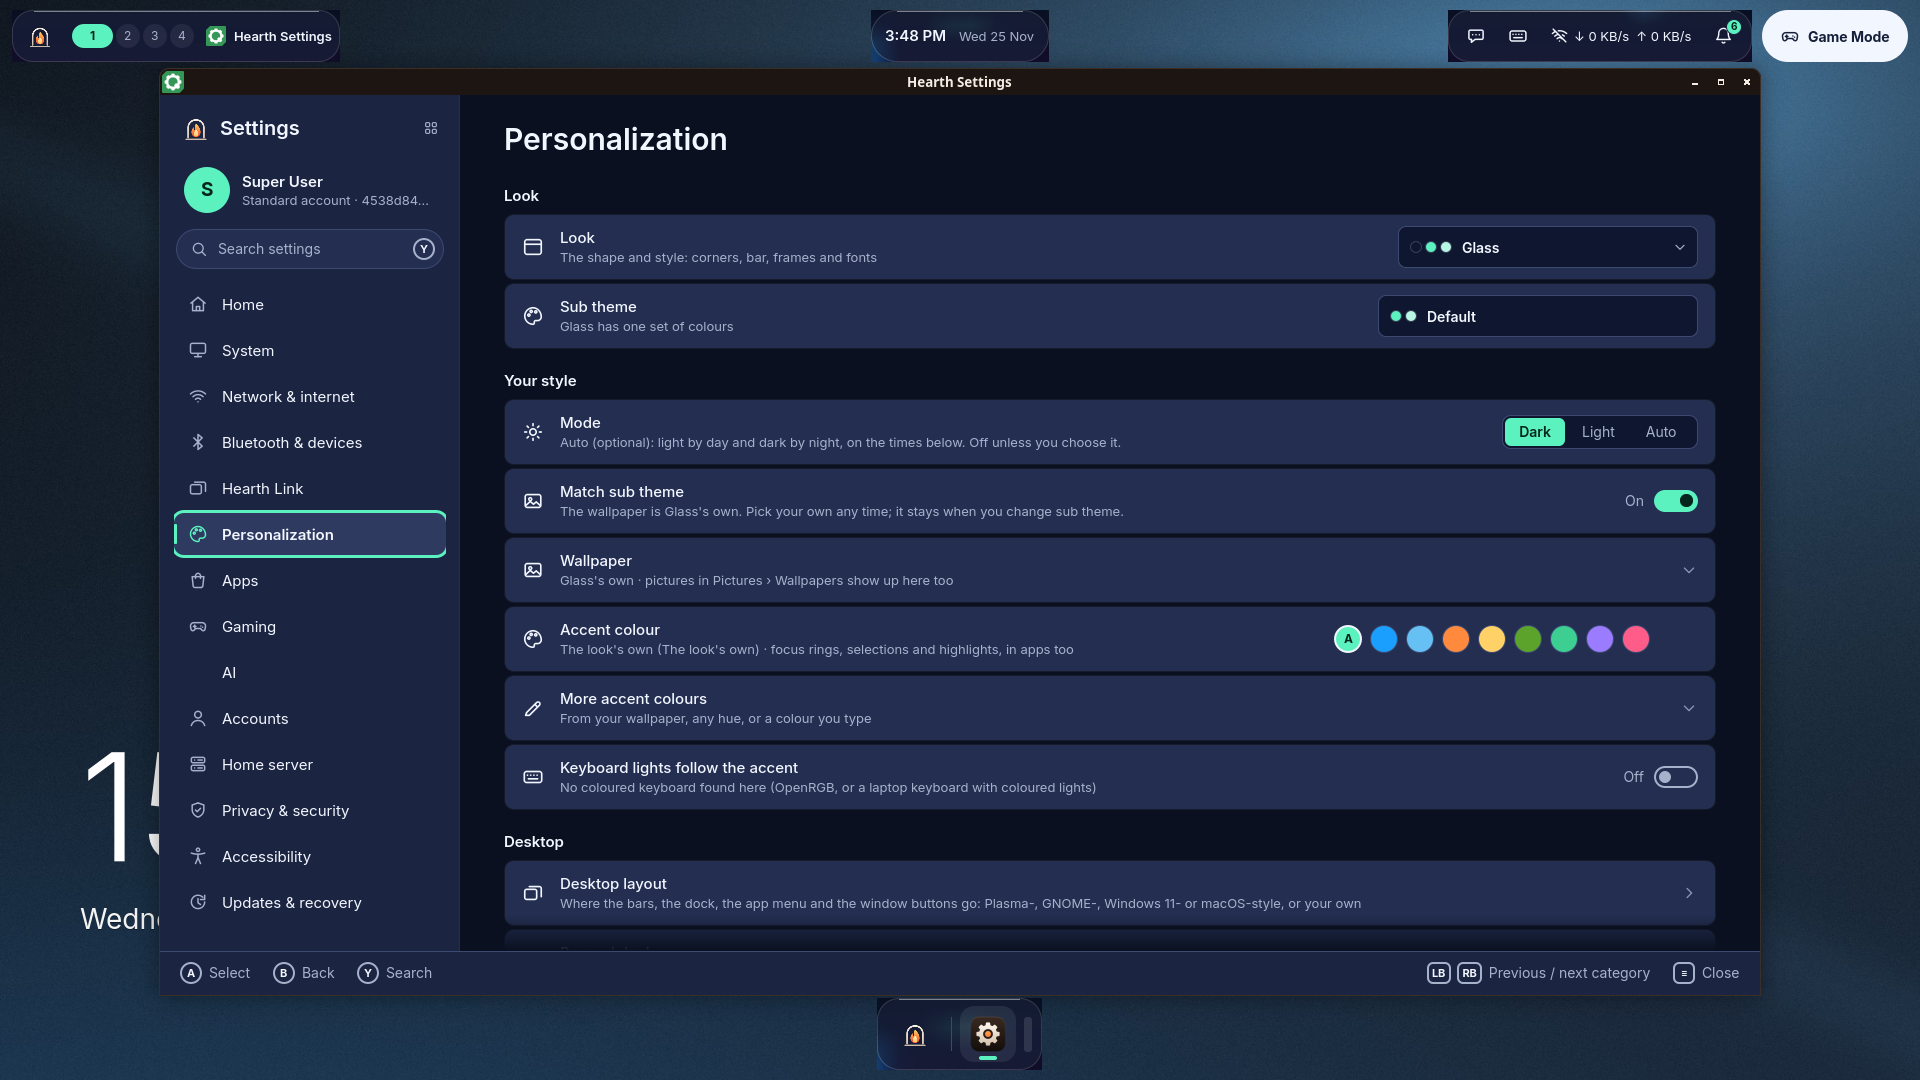 1 2 3 4 Hearth Settings
3:48 PM Wed 25 Nov
↓ 0 KB/s ↑ 0 KB/s
6
Game Mode
Hearth Settings
Settings
S
Super User
Standard account · 4538d84...
Search settings Y
Home
System
Network & internet
Bluetooth & devices
Hearth Link
Personalization
Apps
Gaming
AI
Accounts
Home server
Privacy & security
Accessibility
Updates & recovery
Personalization
Look
Look
The shape and style: corners, bar, frames and fonts
Glass
Sub theme
Glass has one set of colours
Default
Your style
Mode
Auto (optional): light by day and dark by night, on the times below. Off unless you choose it.
Dark Light Auto
Match sub theme
The wallpaper is Glass's own. Pick your own any time; it stays when you change sub theme.
On
Wallpaper
Glass's own · pictures in Pictures › Wallpapers show up here too
Accent colour
The look's own (The look's own) · focus rings, selections and highlights, in apps too
A
More accent colours
From your wallpaper, any hue, or a colour you type
Keyboard lights follow the accent
No coloured keyboard found here (OpenRGB, or a laptop keyboard with coloured lights)
Off
Desktop
Desktop layout
Where the bars, the dock, the app menu and the window buttons go: Plasma-, GNOME-, Windows 11- or macOS-style, or your own
15
Wedn
A Select B Back Y Search
LB RB Previous / next category ≡ Close